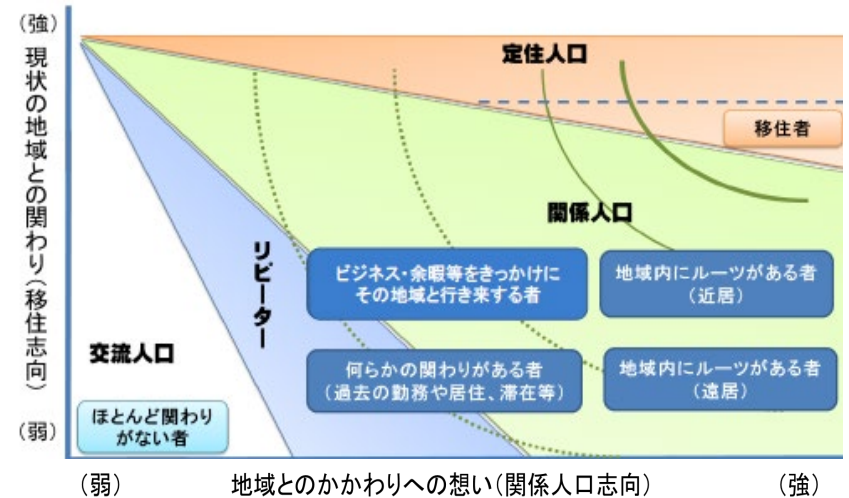 （強）
現状の地域との関わり（移住志向）
（弱）
定住人口
移住者
関係人口
リピーター
ビジネス・余暇等をきっかけに
その地域と行き来する者
地域内にルーツがある者
（近居）
交流人口
何らかの関わりがある者
（過去の勤務や居住、滞在等）
地域内にルーツがある者
（遠居）
ほとんど関わり
がない者
（弱）
地域とのかかわりへの想い（関係人口志向）
（強）